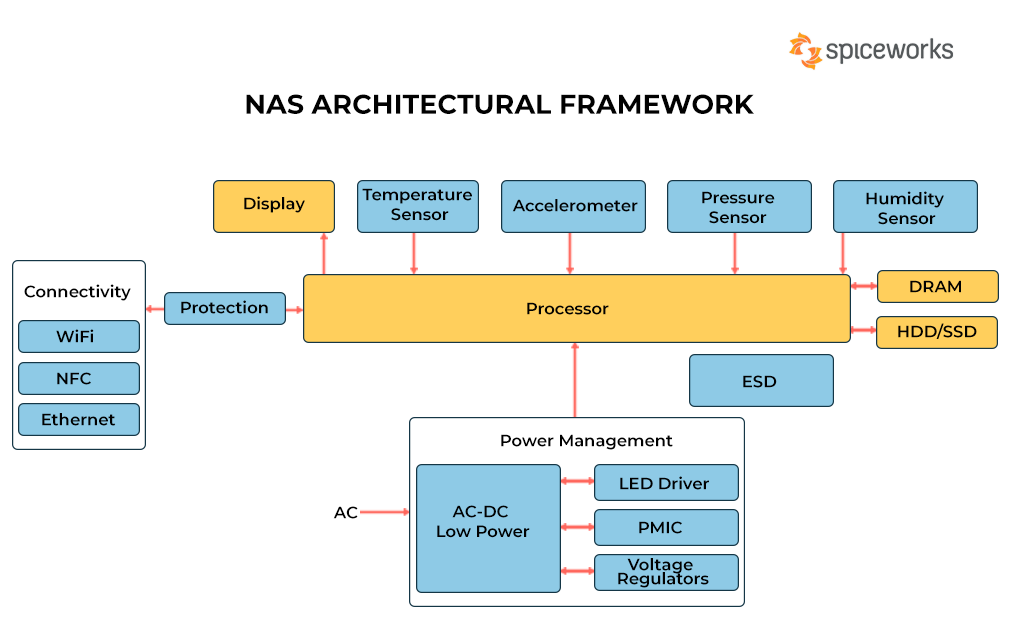 spiceworks
NAS ARCHITECTURAL FRAMEWORK
Display
Temperature
Sensor
Accelerometer
Pressure
Sensor
Humidity
Sensor
Connectivity
WiFi
NFC
Ethernet
Protection
Processor
DRAM
HDD/SSD
ESD
Power Management
AC
AC-DC
Low Power
LED Driver
PMIC
Voltage
Regulators